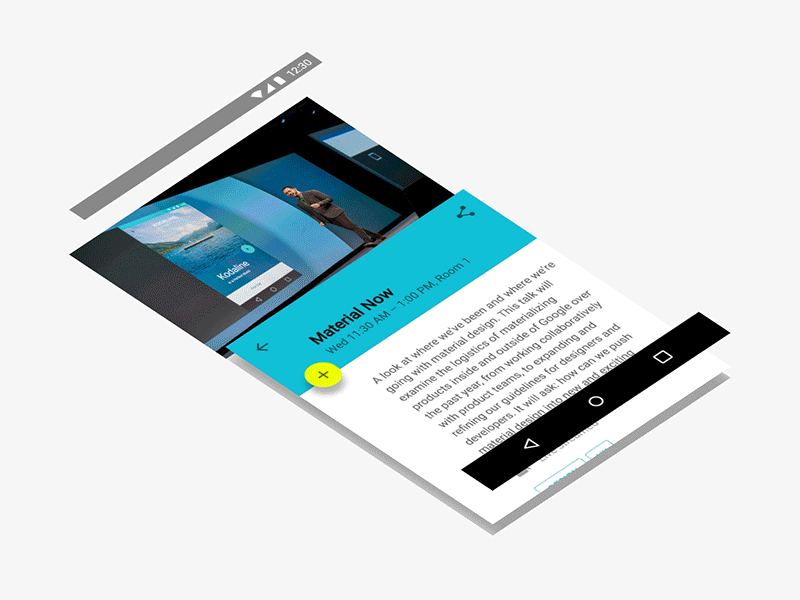 12:30
Kodaline
Material Now
Wed 11:30 AM – 1:00 PM, Room 1
A look at where we've been and where we're
going with material design. This talk will
examine the logistics of materializing
products inside and outside of Google over
the past year, from working collaboratively
with product teams, to expanding and
refining our guidelines for designers and
developers. It will ask: how can we push
material design into new and exciting